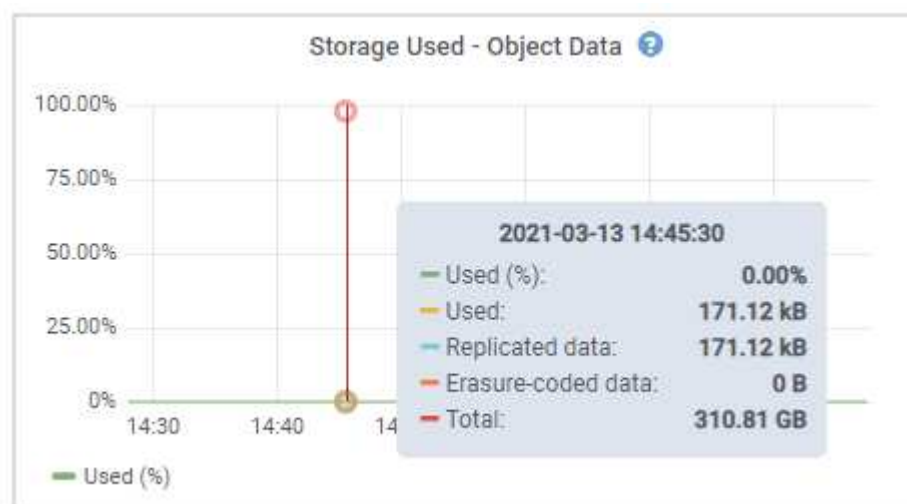 Storage Used - Object Data ?
100.00%
75.00%
50.00%
25.00%
0%
14:30 14:40 14
2021-03-13 14:45:30
Used (%): 0.00%
Used: 171.12 kB
Replicated data: 171.12 kB
Erasure-coded data: 0 B
Total: 310.81 GB
Used (%)